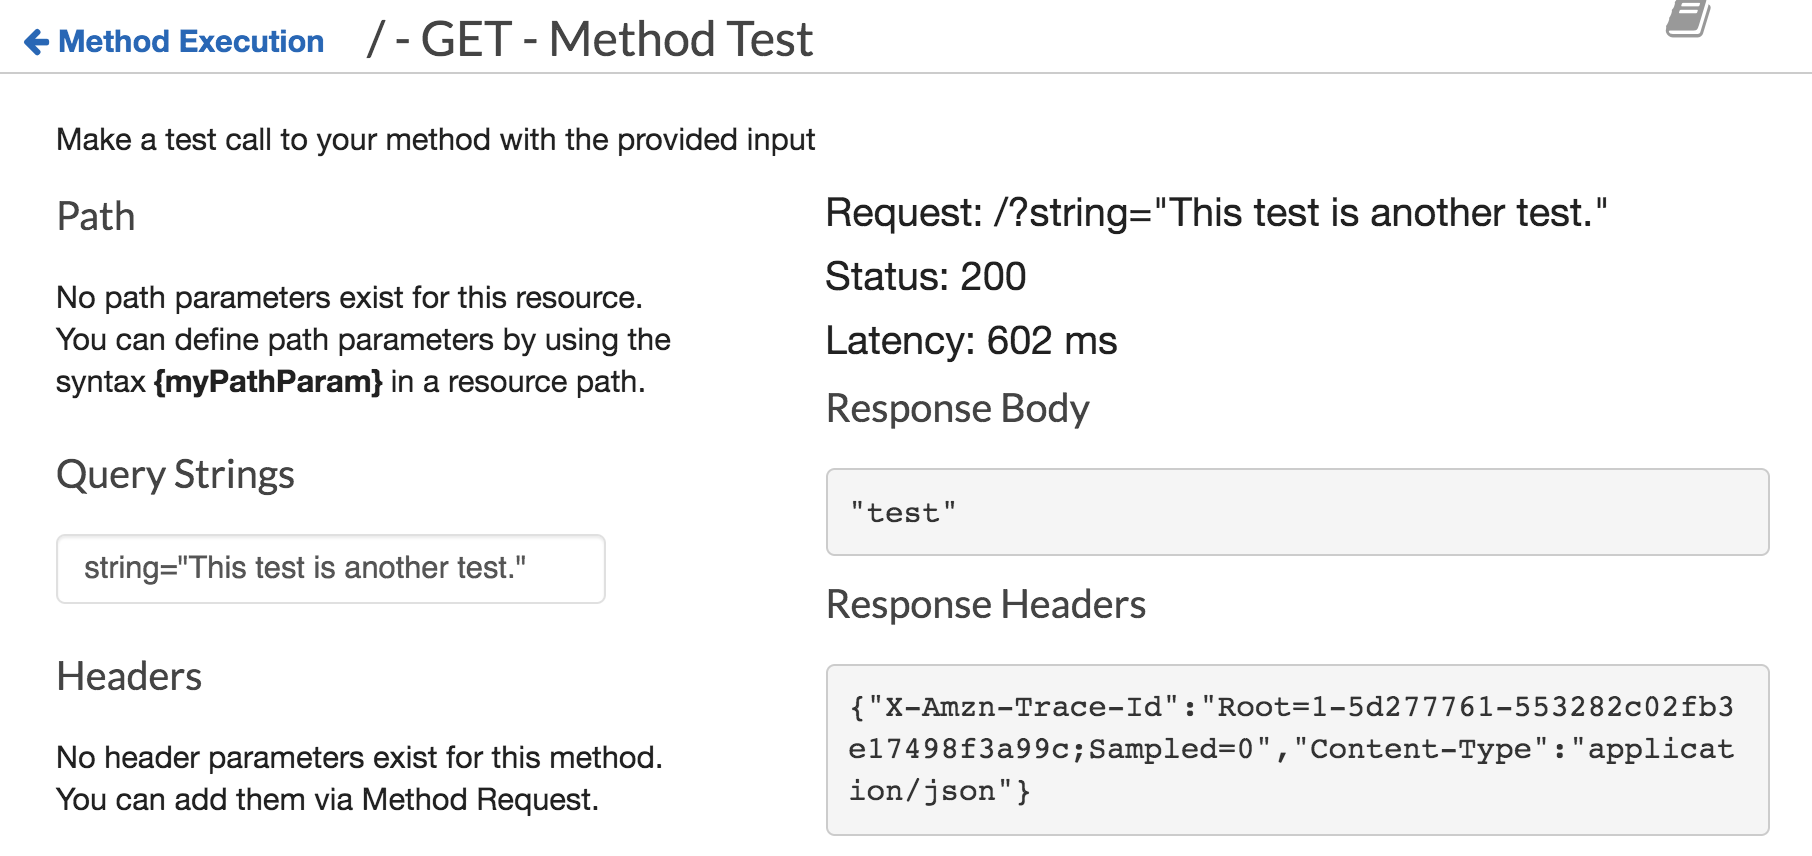 Method Execution / - GET - Method Test
Make a test call to your method with the provided input
Path
No path parameters exist for this resource.
You can define path parameters by using the
syntax {myPathParam} in a resource path.
Query Strings
string="This test is another test."
Headers
No header parameters exist for this method.
You can add them via Method Request.
Request: /?string="This test is another test."
Status: 200
Latency: 602 ms
Response Body
"test"
Response Headers
{"X-Amzn-Trace-Id":"Root=1-5d277761-553282c02fb3
e17498f3a99c;Sampled=0","Content-Type":"applicat
ion/json"}